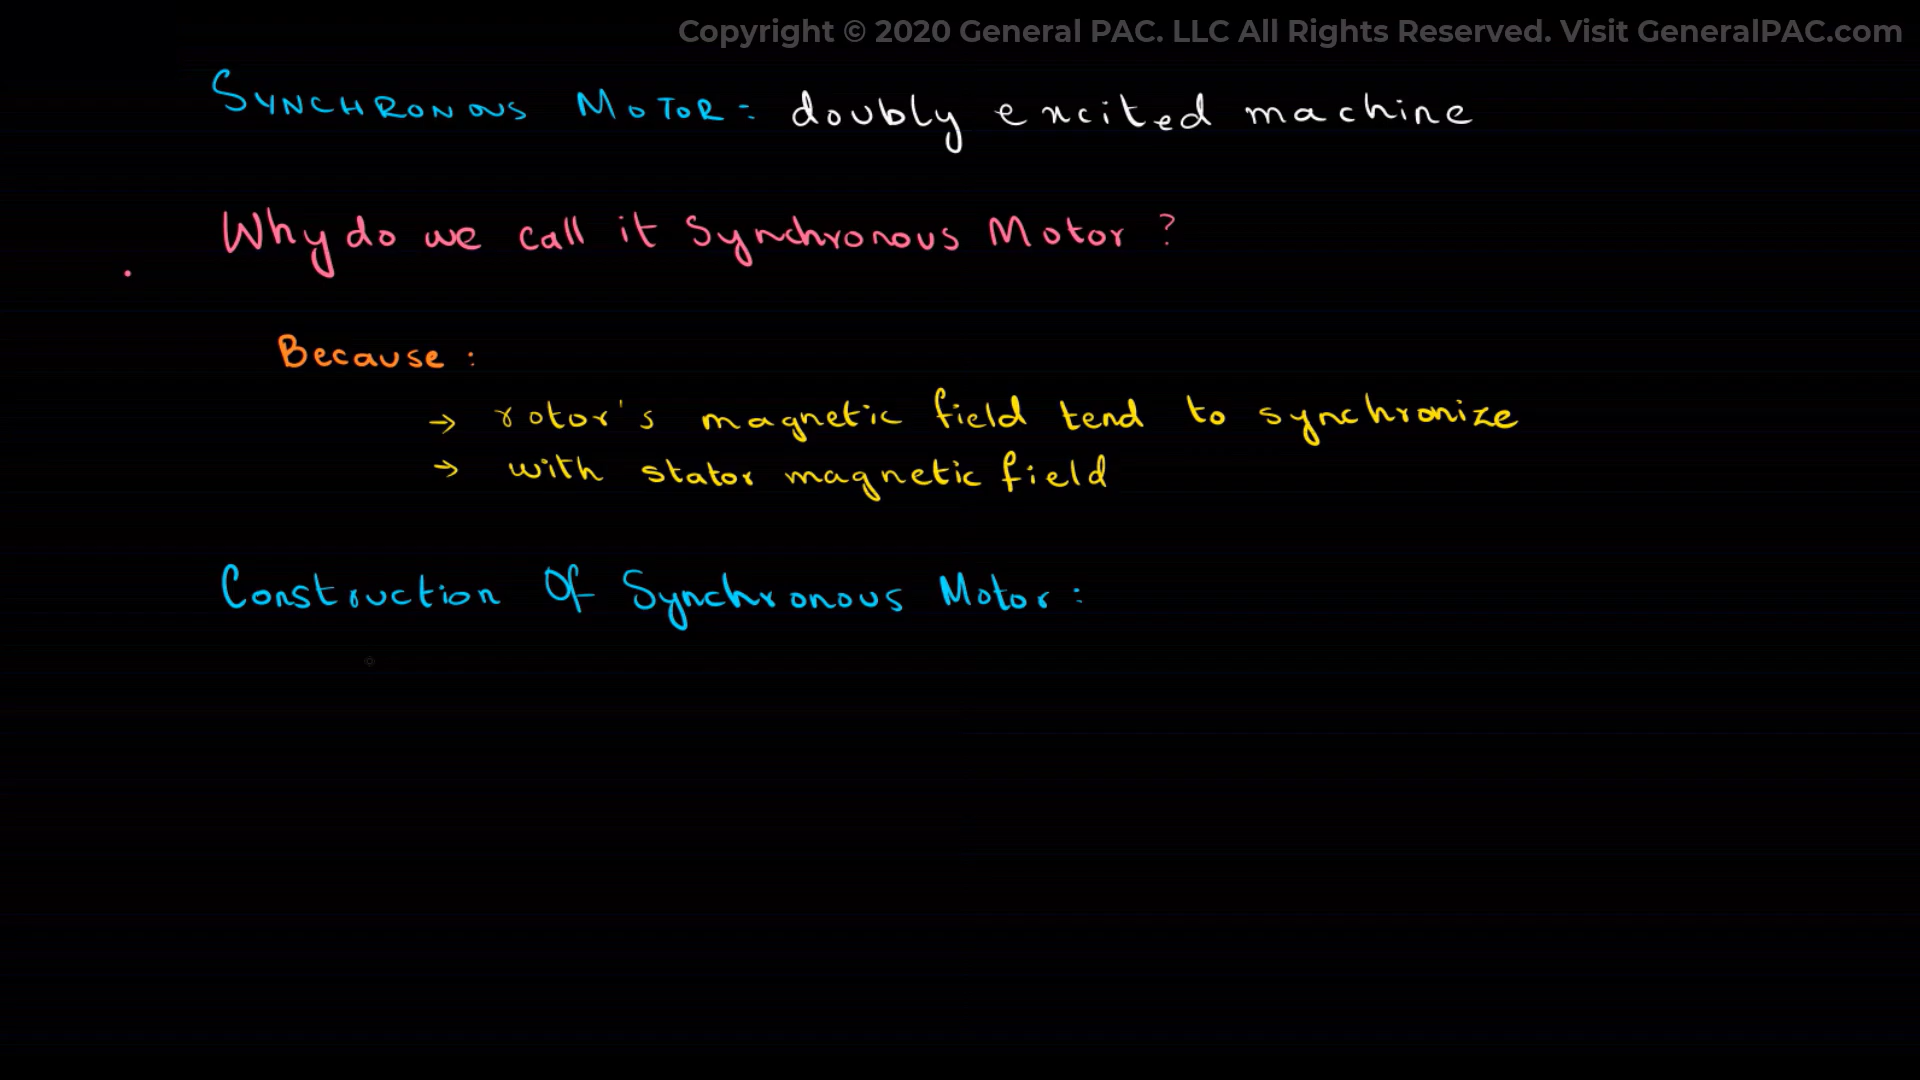 Copyright © 2020 General PAC. LLC All Rights Reserved. Visit GeneralPAC.com
SYNCHRONOUS MOTOR: doubly excited machine
Why do we call it Synchronous Motor?
Because:
→ rotor's magnetic field tend to synchronize
→ with stator magnetic field
Construction Of Synchronous Motor: